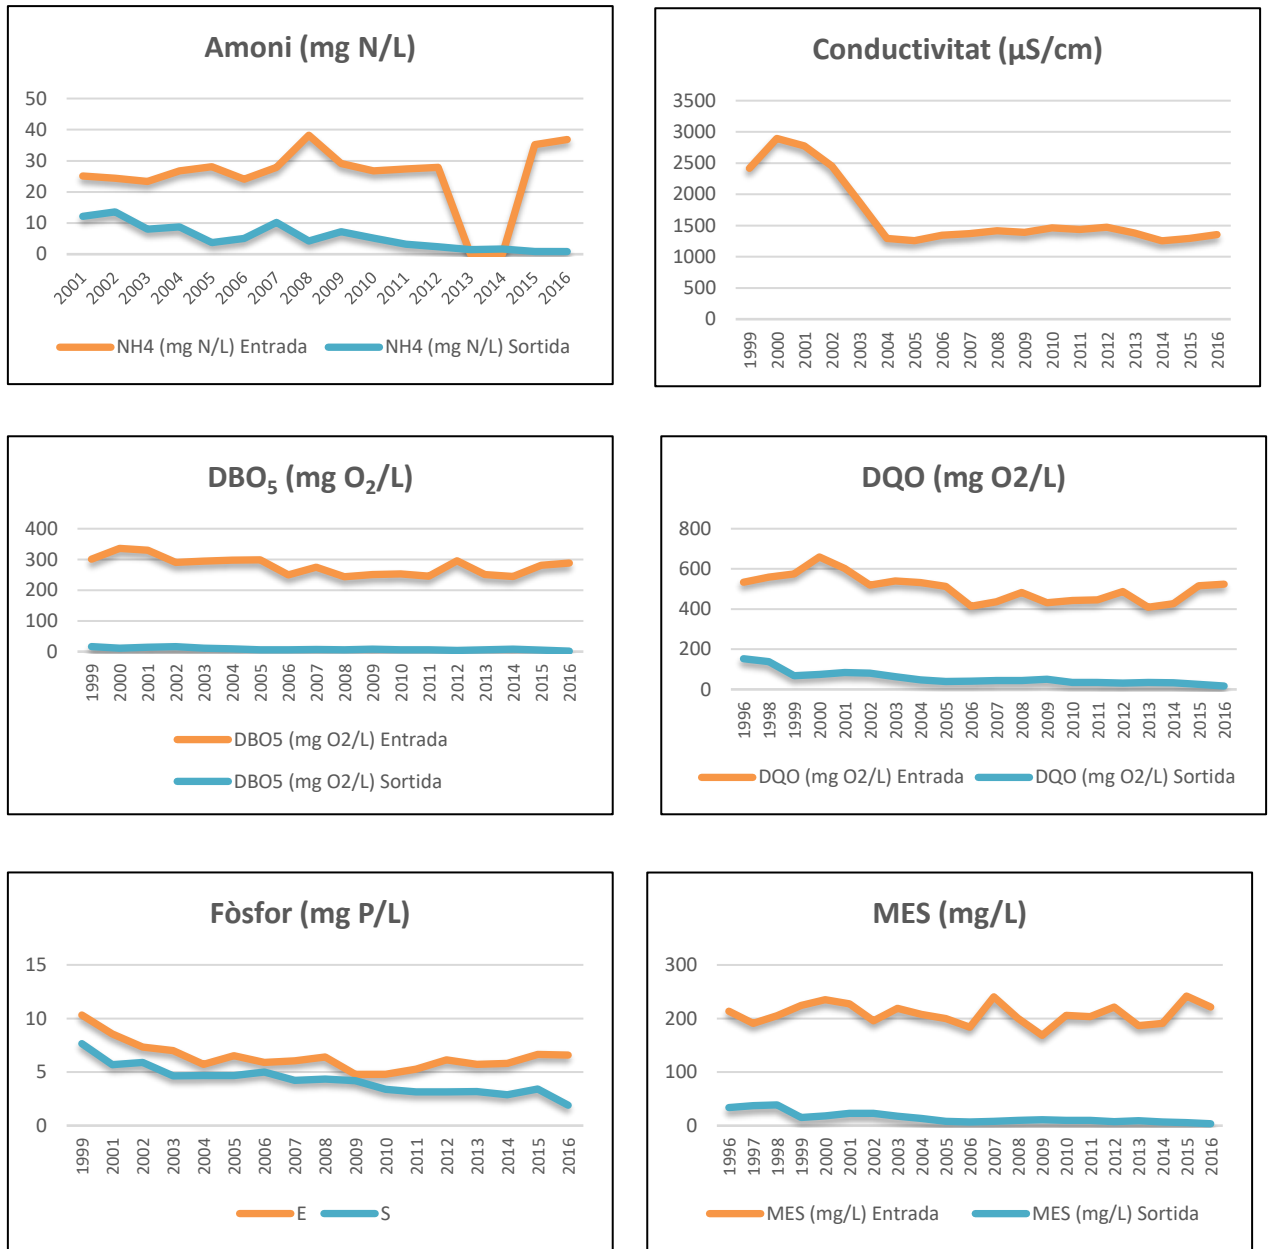 Amoni (mg N/L)
50
40
30
20
10
0
2001 2002 2003 2004 2005 2006 2007 2008 2009 2010 2011 2012 2013 2014 2015 2016
NH4 (mg N/L) Entrada NH4 (mg N/L) Sortida
Conductivitat (µS/cm)
3500
3000
2500
2000
1500
1000
500
0
1999 2000 2001 2002 2003 2004 2005 2006 2007 2008 2009 2010 2011 2012 2013 2014 2015 2016
DBO₅ (mg O₂/L)
400
300
200
100
0
1999 2000 2001 2002 2003 2004 2005 2006 2007 2008 2009 2010 2011 2012 2013 2014 2015 2016
DBO5 (mg O2/L) Entrada
DBO5 (mg O2/L) Sortida
DQO (mg O2/L)
800
600
400
200
0
1996 1998 1999 2000 2001 2002 2003 2004 2005 2006 2007 2008 2009 2010 2011 2012 2013 2014 2015 2016
DQO (mg O2/L) Entrada DQO (mg O2/L) Sortida
Fòsfor (mg P/L)
15
10
5
0
1999 2001 2002 2003 2004 2005 2006 2007 2008 2009 2010 2011 2012 2013 2014 2015 2016
E S
MES (mg/L)
300
200
100
0
1996 1997 1998 1999 2000 2001 2002 2003 2004 2005 2006 2007 2008 2009 2010 2011 2012 2013 2014 2015 2016
MES (mg/L) Entrada MES (mg/L) Sortida